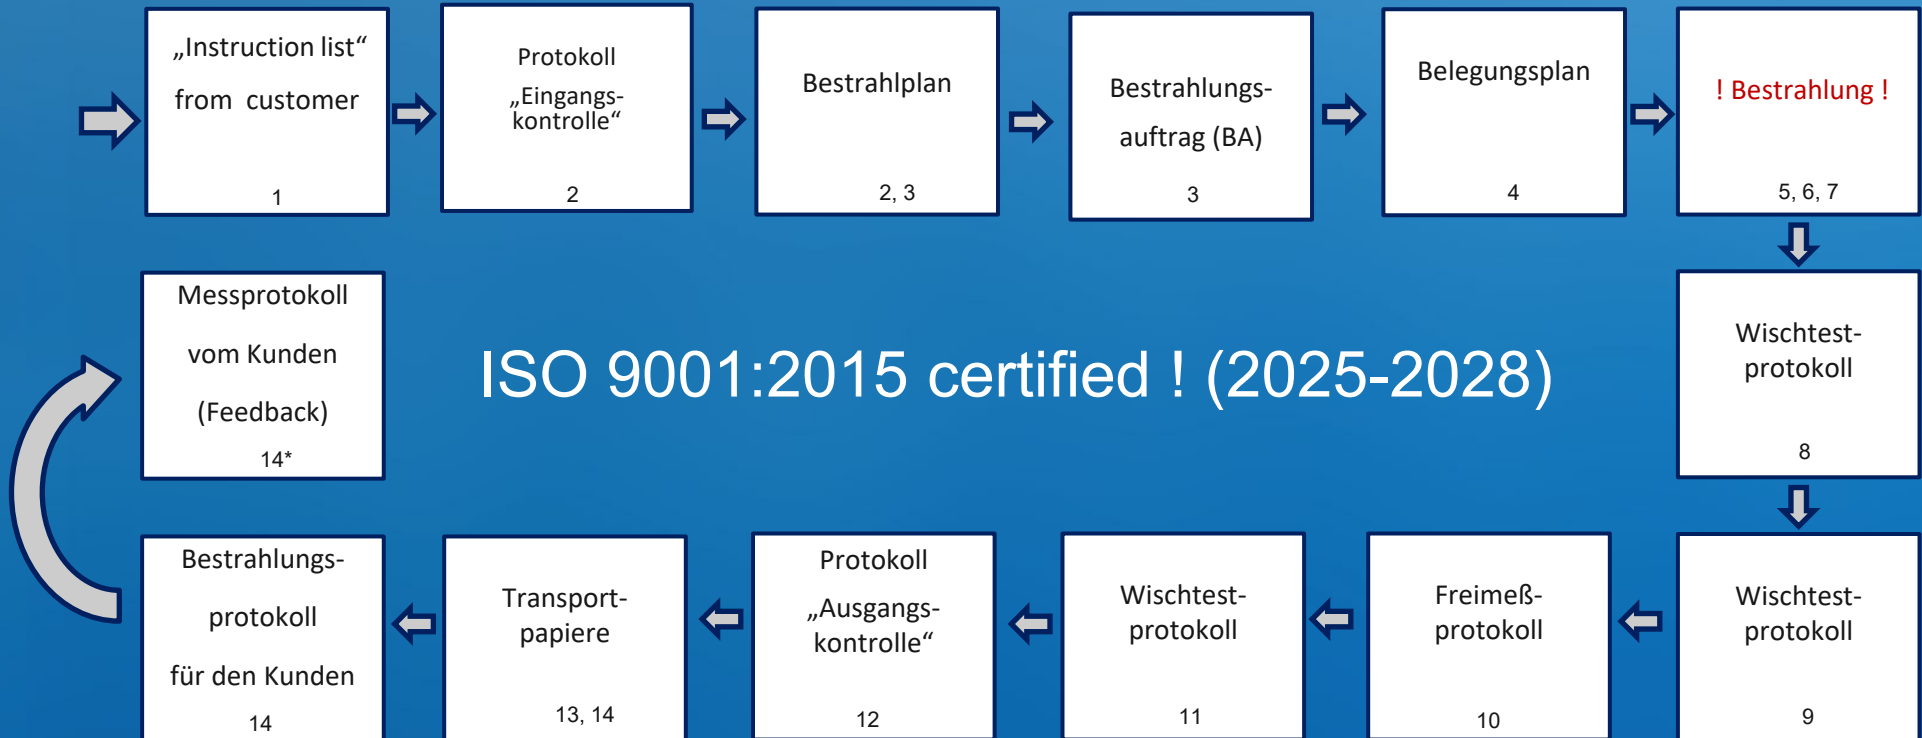 „Instruction list“
from customer
1
Protokoll
„Eingangs-
kontrolle“
2
Bestrahlplan
2, 3
Bestrahlungs-
auftrag (BA)
3
Belegungsplan
4
! Bestrahlung !
5, 6, 7
Wischtest-
protokoll
8
Messprotokoll
vom Kunden
(Feedback)
14*
ISO 9001:2015 certified ! (2025-2028)
Bestrahlungs-
protokoll
für den Kunden
14
Transport-
papiere
13, 14
Protokoll
„Ausgangs-
kontrolle“
12
Wischtest-
protokoll
11
Freimeß-
protokoll
10
Wischtest-
protokoll
9